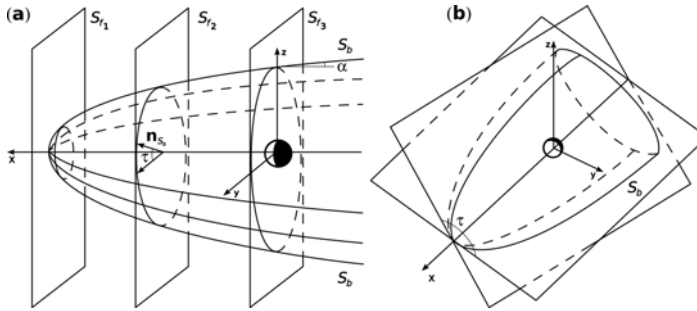 (a)
S_f1
S_f2
S_f3
S_b
z
α
n_Sb
τ
x
y
S_b
(b)
z
y
S_b
τ
x